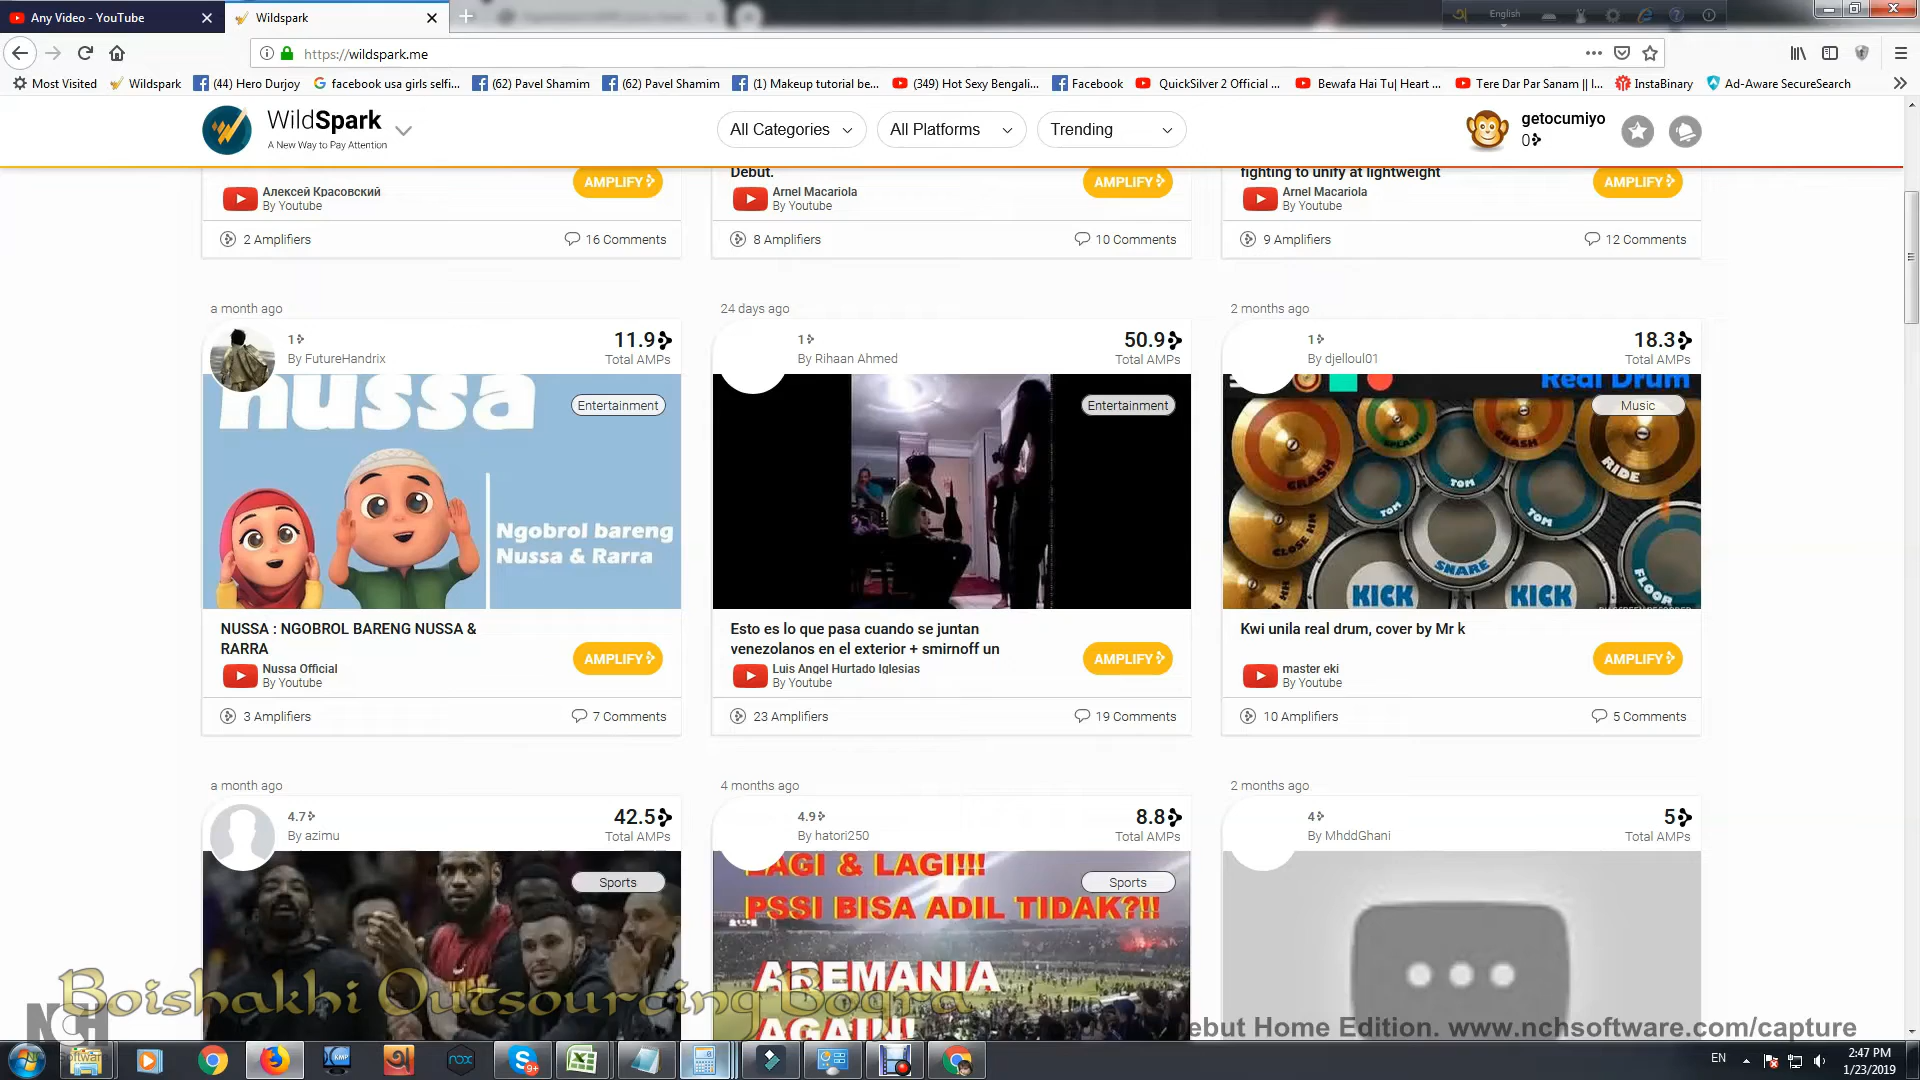 Any Video - YouTube
Wildspark
English
https://wildspark.me
Most Visited
Wildspark
(44) Hero Durjoy
facebook usa girls selfi...
(62) Pavel Shamim
(62) Pavel Shamim
(1) Makeup tutorial be...
(349) Hot Sexy Bengali...
Facebook
QuickSilver 2 Official ...
Bewafa Hai Tu| Heart ...
Tere Dar Par Sanam || I...
InstaBinary
Ad-Aware SecureSearch
WildSpark
A New Way to Pay Attention
All Categories
All Platforms
Trending
getocumiyo
0
Алексей Красовский
By Youtube
AMPLIFY
2 Amplifiers
16 Comments
Debut.
Arnel Macariola
By Youtube
AMPLIFY
8 Amplifiers
10 Comments
fighting to unify at lightweight
Arnel Macariola
By Youtube
AMPLIFY
9 Amplifiers
12 Comments
a month ago
1
By FutureHandrix
11.9
Total AMPs
nussa
Entertainment
Ngobrol bareng
Nussa & Rarra
NUSSA : NGOBROL BARENG NUSSA &
RARRA
Nussa Official
By Youtube
AMPLIFY
3 Amplifiers
7 Comments
24 days ago
1
By Rihaan Ahmed
50.9
Total AMPs
Entertainment
Esto es lo que pasa cuando se juntan
venezolanos en el exterior + smirnoff un
Luis Angel Hurtado Iglesias
By Youtube
AMPLIFY
23 Amplifiers
19 Comments
2 months ago
1
By djelloul01
18.3
Total AMPs
Real Drum
Music
CRASH
SPLASH
CRASH
RIDE
TOM
TOM
TOM
CLOSE HH
SNARE
FLOOR
KICK
KICK
Kwi unila real drum, cover by Mr k
master eki
By Youtube
AMPLIFY
10 Amplifiers
5 Comments
a month ago
4.7
By azimu
42.5
Total AMPs
Sports
4 months ago
4.9
By hatori250
8.8
Total AMPs
LAGI & LAGI!!!
Sports
PSSI BISA ADIL TIDAK?!!
AREMANIA
AGAIN!
2 months ago
4
By MhddGhani
5
Total AMPs
Boishakhi Outsourcing Bogra
NCH
Software
ebut Home Edition. www.nchsoftware.com/capture
KMP
nox
9+
EN
2:47 PM
1/23/2019